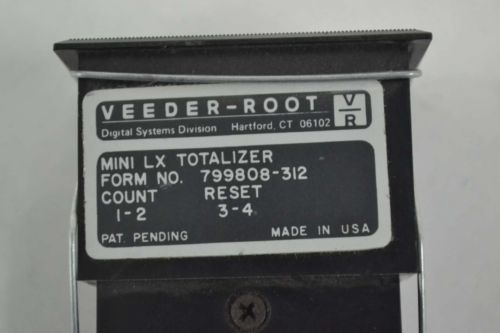 VEEDER-ROOT V/R
Digital Systems Division Hartford, CT 06102
MINI LX TOTALIZER
FORM NO. 799808-312
COUNT RESET
1-2 3-4
PAT. PENDING MADE IN USA